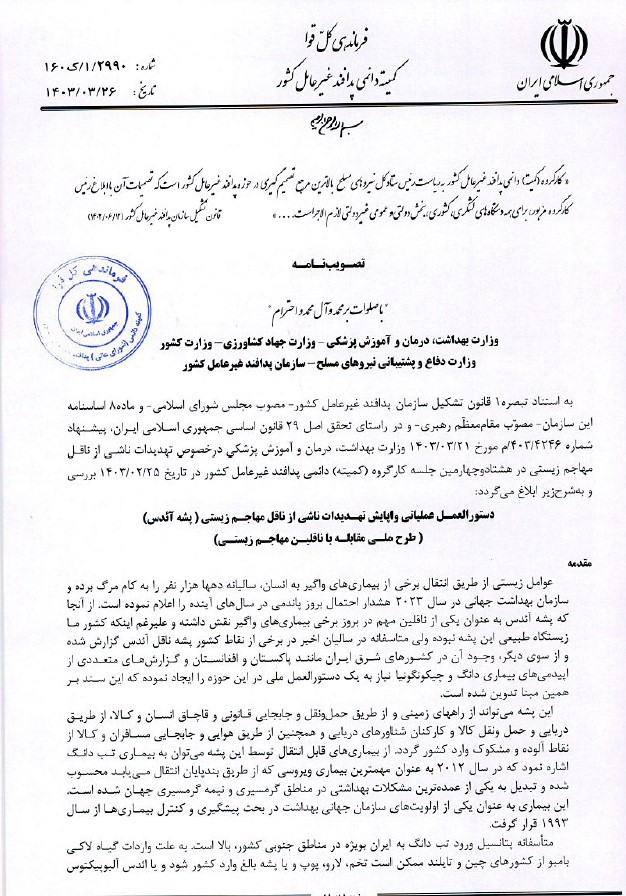 فرماندهی کل قوا
کمیته دائمی پدافند غیرعامل کشور
جمهوری اسلامی ایران
شماره : ۱۶۰/ک/۱/۲۹۹۰
تاریخ : ۱۴۰۳/۰۳/۲۶
بسم الله الرحمن الرحیم
« کارگروه (کمیته) دائمی پدافند غیرعامل کشور به ریاست رئیس ستاد کل نیروهای مسلح بالاترین مرجع تصمیم گیری در حوزه پدافند غیرعامل کشور است که تصمیمات آن با ابلاغ رئیس
کارگروه مزبور، برای همه دستگاه‌های لشکری، کشوری، بخش دولتی و عمومی غیردولتی لازم الاجراست .... » قانون تشکیل سازمان پدافند غیرعامل کشور (۱۴۰۲/۰۶/۱۲)
تصویب‌نامه
فرماندهی کل قوا
جمهوری اسلامی ایران
"با صلوات بر محمد و آل محمد و احترام"
وزارت بهداشت، درمان و آموزش پزشکی – وزارت جهاد کشاورزی – وزارت کشور
وزارت دفاع و پشتیبانی نیروهای مسلح – سازمان پدافند غیرعامل کشور
به استناد تبصره۱ قانون تشکیل سازمان پدافند غیرعامل کشور- مصوب مجلس شورای اسلامی- و ماده۸ اساسنامه
این سازمان- مصوّب مقام‌معظّم رهبری- و در راستای تحقق اصل ۲۹ قانون اساسی جمهوری اسلامی ایران، پیشنهاد
شماره ۴۰۳/۴۲۴۶/م مورخ ۱۴۰۳/۰۳/۲۱ وزارت بهداشت، درمان و آموزش پزشکی درخصوص تهدیدات ناشی از ناقل
مهاجم زیستی در هشتادوچهارمین جلسه کارگروه (کمیته) دائمی پدافند غیرعامل کشور در تاریخ ۱۴۰۳/۰۲/۲۵ بررسی
و به‌شرح‌زیر ابلاغ می‌گردد:
دستورالعمل عملیاتی واپایش تهدیدات ناشی از ناقل مهاجم زیستی ( پشه آئدس )
( طرح ملی مقابله با ناقلین مهاجم زیستی )
مقدمه
عوامل زیستی از طریق انتقال برخی از بیماری‌های واگیر به انسان، سالیانه دهها هزار نفر را به کام مرگ برده و
سازمان بهداشت جهانی در سال ۲۰۲۳ هشدار احتمال بروز پاندمی در سال‌های آینده را اعلام نموده است. از آنجا
که پشه آئدس به عنوان یکی از ناقلین مهم در بروز برخی بیماری‌های واگیر نقش داشته و علیرغم اینکه کشور ما
زیستگاه طبیعی این پشه نبوده ولی متاسفانه در سالیان اخیر در برخی از نقاط کشور پشه ناقل آئدس گزارش شده
و از سوی دیگر، وجود آن در کشورهای شرق ایران مانند پاکستان و افغانستان و گزارش‌های متعددی از
اپیدمی‌های بیماری دانگ و چیکونگونیا نیاز به یک دستورالعمل ملی در این حوزه را ایجاد نموده که این سند بر
همین مبنا تدوین شده است.
این پشه می‌تواند از راههای زمینی و از طریق حمل‌ونقل و جابجایی قانونی و قاچاق انسان و کالا، از طریق
دریایی و حمل ونقل کالا و کارکنان شناورهای دریایی و همچنین از طریق هوایی و جابجایی مسافران و کالا از
نقاط آلوده و مشکوک وارد کشور گردد. از بیماری‌های قابل انتقال توسط این پشه می‌توان به بیماری تب دانگ
اشاره نمود که در سال ۲۰۱۲ به عنوان مهمترین بیماری ویروسی که از طریق بندپایان انتقال می‌یابد محسوب
شده و تبدیل به یکی از عمده‌ترین مشکلات بهداشتی در مناطق گرمسیری و نیمه گرمسیری جهان شده است.
این بیماری به عنوان یکی از اولویت‌های سازمان جهانی بهداشت در بحث پیشگیری و کنترل بیماری‌ها از سال
۱۹۹۳ قرار گرفت.
متأسفانه پتانسیل ورود تب دانگ به ایران بویژه در مناطق جنوبی کشور، بالا است. به علت واردات گیاه لاکی
بامبو از کشورهای چین و تایلند ممکن است تخم، لارو، پوپ و یا پشه بالغ وارد کشور شود و یا ائدس آلبوپیکتوس